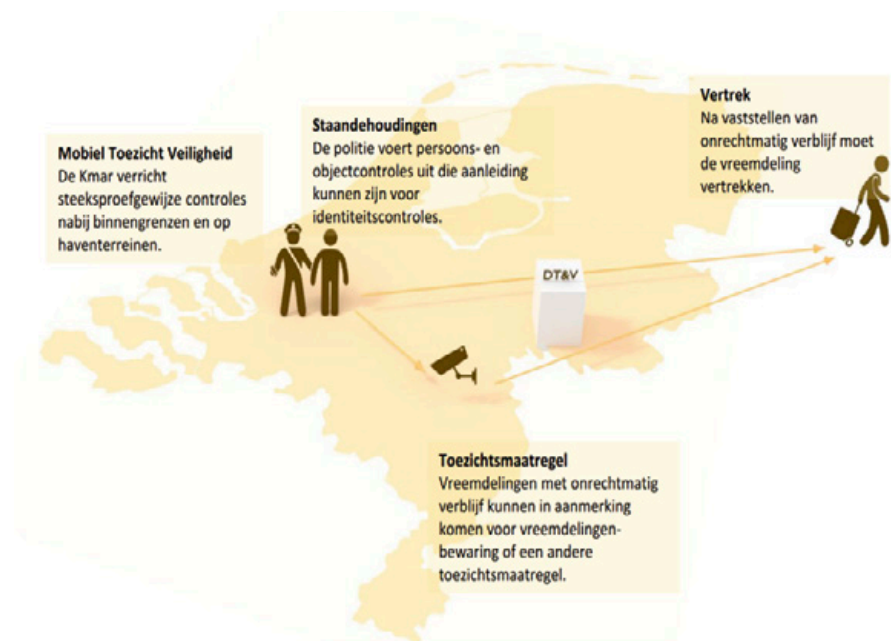 Mobiel Toezicht Veiligheid
De Kmar verricht
steeksproefgewijze controles
nabij binnengrenzen en op
haventerreinen.
Staandehoudingen
De politie voert persoons- en
objectcontroles uit die aanleiding
kunnen zijn voor
identiteitscontroles.
Vertrek
Na vaststellen van
onrechtmatig verblijf moet
de vreemdeling
vertrekken.
DT&V
Toezichtsmaatregel
Vreemdelingen met onrechtmatig
verblijf kunnen in aanmerking
komen voor vreemdelingen-
bewaring of een andere
toezichtsmaatregel.